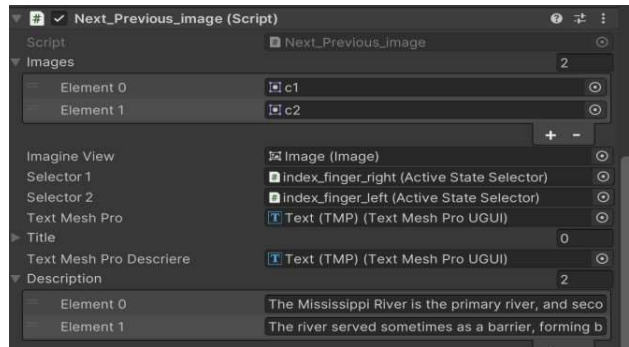 Next_Previous_image (Script)
Script Next_Previous_image
Images 2
Element 0 c1
Element 1 c2
+ -
Imagine View Image (Image)
Selector 1 index_finger_right (Active State Selector)
Selector 2 index_finger_left (Active State Selector)
Text Mesh Pro Text (TMP) (Text Mesh Pro UGUI)
Title 0
Text Mesh Pro Descriere Text (TMP) (Text Mesh Pro UGUI)
Description 2
Element 0 The Mississippi River is the primary river, and seco
Element 1 The river served sometimes as a barrier, forming b